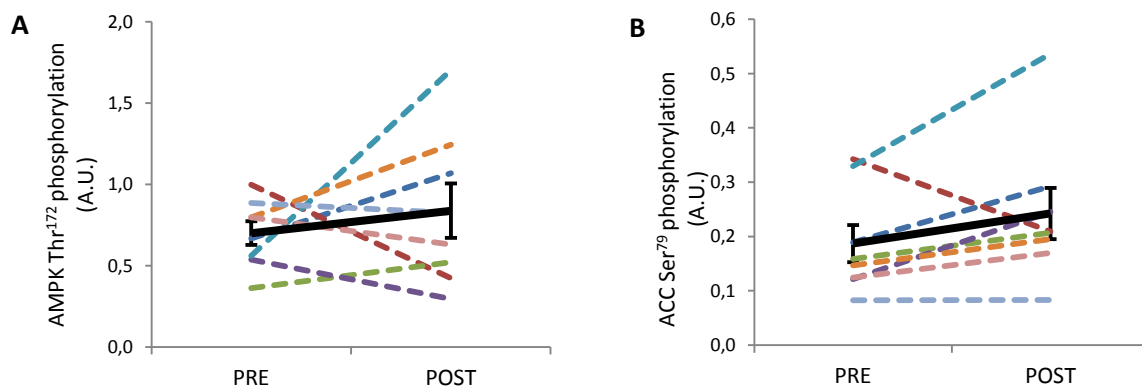 A
AMPK Thr172 phosphorylation
(A.U.)
2,0
1,5
1,0
0,5
0,0
PRE POST
B
ACC Ser79 phosphorylation
(A.U.)
0,6
0,5
0,4
0,3
0,2
0,1
0,0
PRE POST